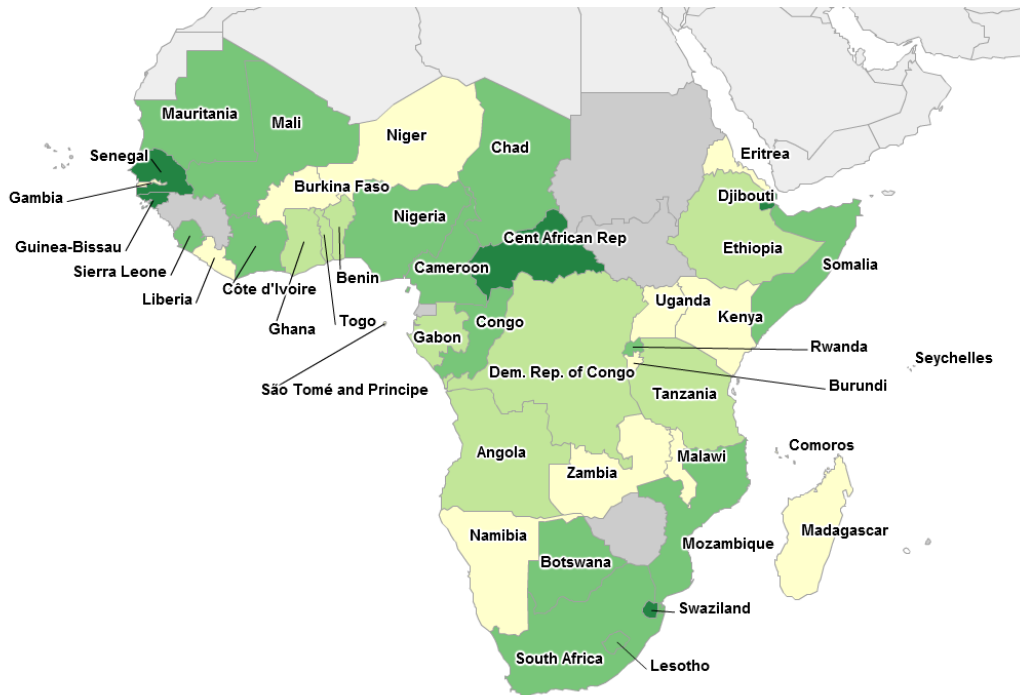 Mauritania
Mali
Niger
Chad
Senegal
Eritrea
Burkina Faso
Gambia
Djibouti
Nigeria
Guinea-Bissau
Cent African Rep
Ethiopia
Sierra Leone
Cameroon
Somalia
Benin
Côte d'Ivoire
Liberia
Uganda
Kenya
Togo
Congo
Ghana
Gabon
Rwanda
Seychelles
Dem. Rep. of Congo
Burundi
São Tomé and Principe
Tanzania
Comoros
Angola
Malawi
Zambia
Madagascar
Namibia
Mozambique
Botswana
Swaziland
South Africa
Lesotho